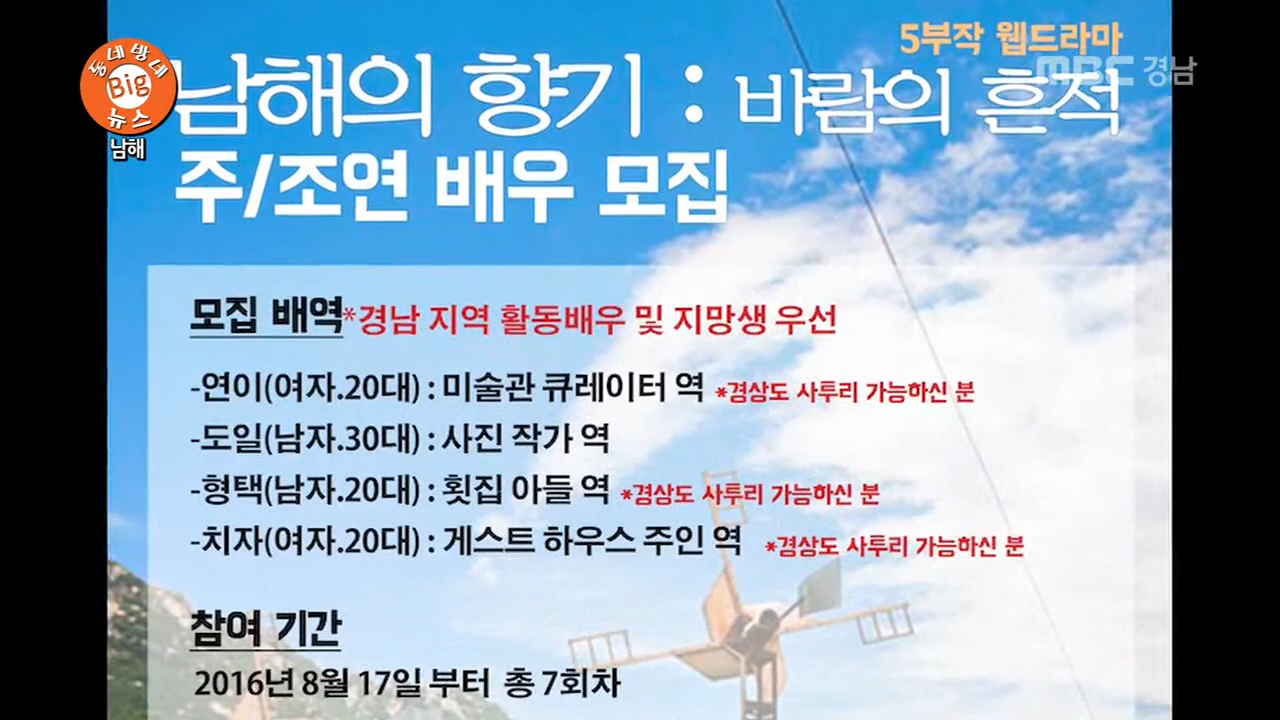 동네방네
Big
뉴스
남해
5부작 웹드라마
MBC 경남
남해의 향기 : 바람의 흔적
주/조연 배우 모집
모집 배역 *경남 지역 활동배우 및 지망생 우선
-연이(여자.20대) : 미술관 큐레이터 역 *경상도 사투리 가능하신 분
-도일(남자.30대) : 사진 작가 역
-형택(남자.20대) : 횟집 아들 역 *경상도 사투리 가능하신 분
-치자(여자.20대) : 게스트 하우스 주인 역 *경상도 사투리 가능하신 분
참여 기간
2016년 8월 17일 부터 총 7회차